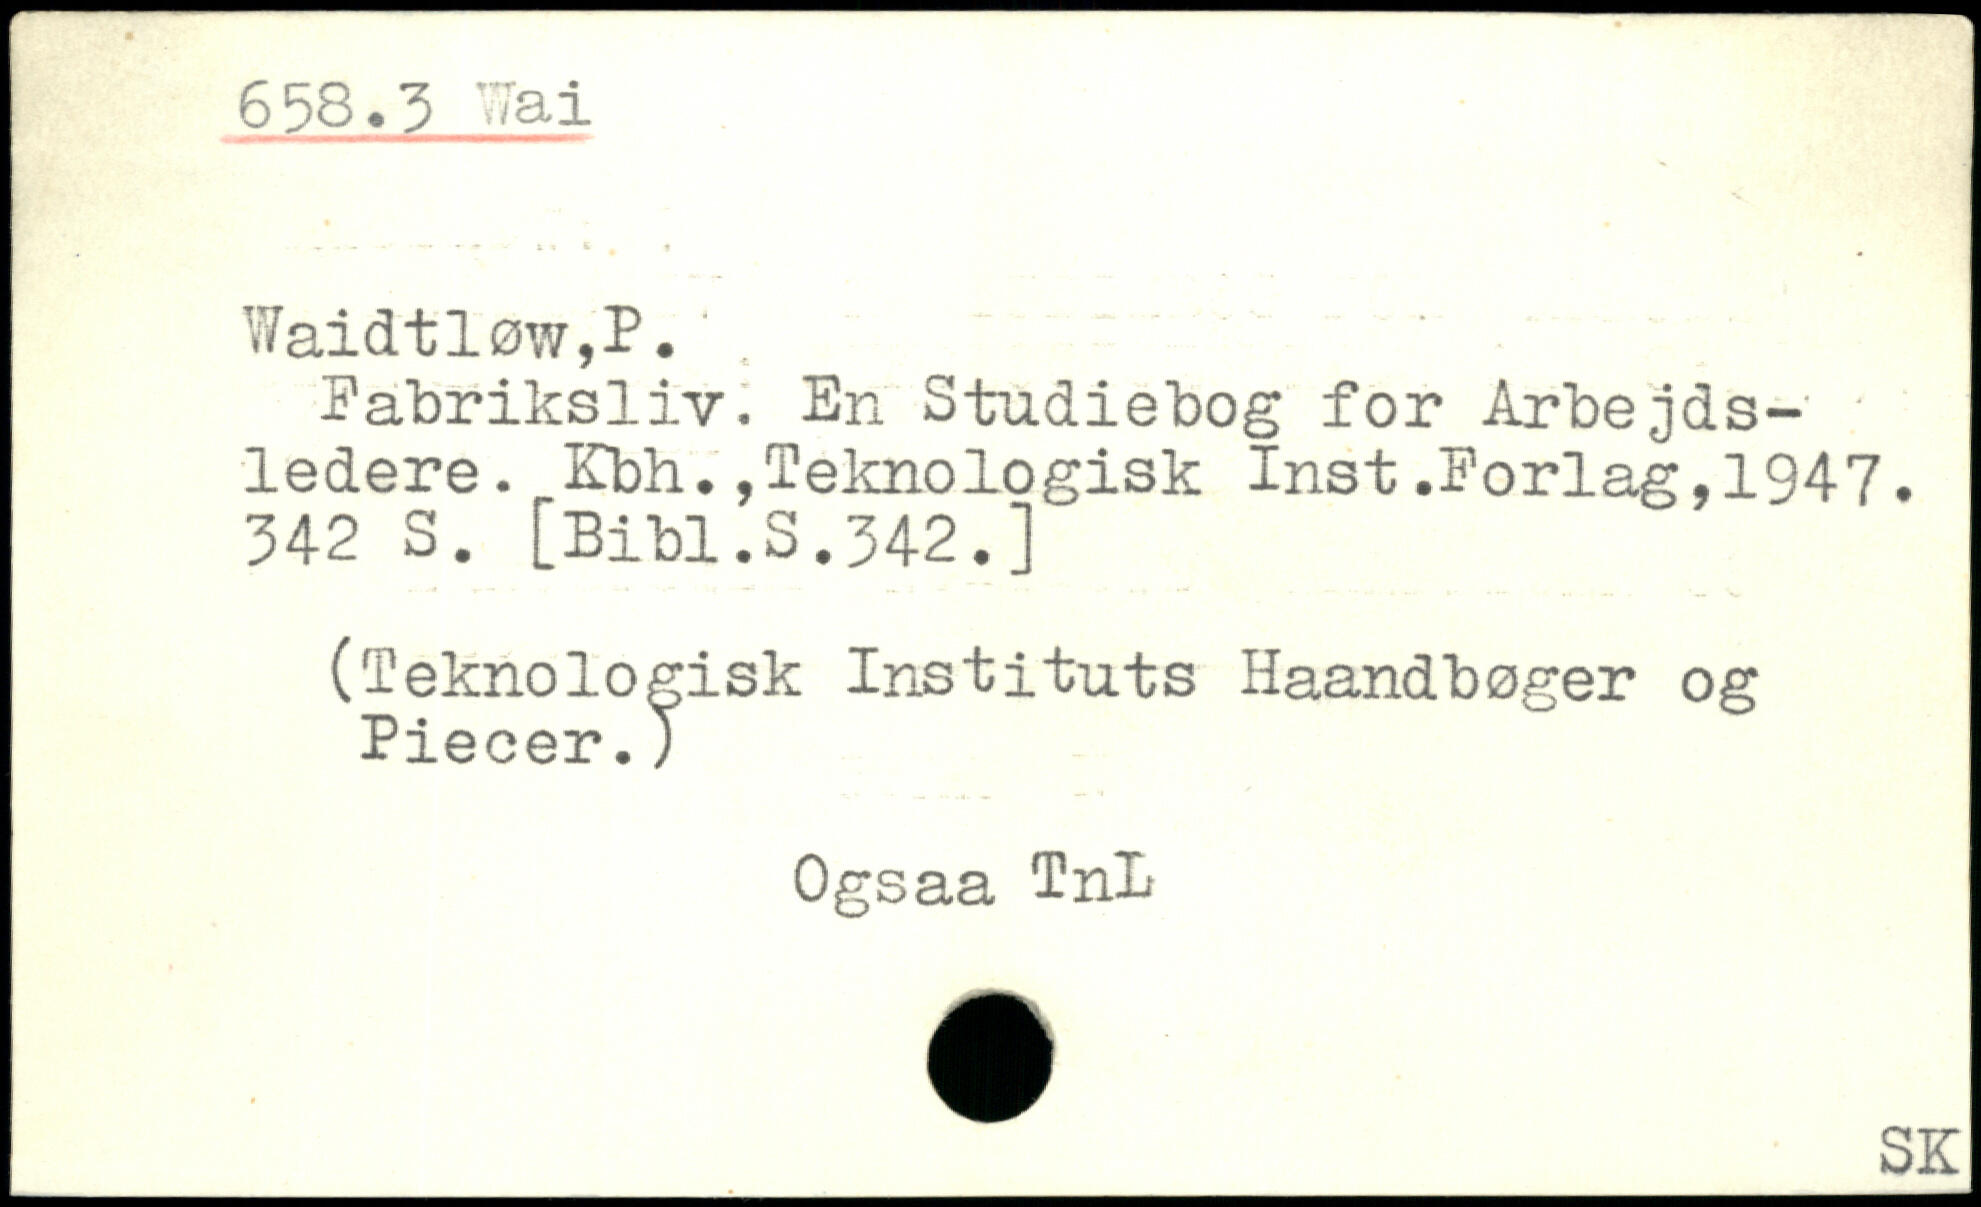 658.3 Wai
Waidtløw,P.
Fabriksliv. En Studiebog for Arbejds-
ledere. Kbh.,Teknologisk Inst.Forlag,1947.
342 S. [Bibl.S.342.]
(Teknologisk Instituts Haandbøger og
Piecer.)
Ogsaa TnL
SK